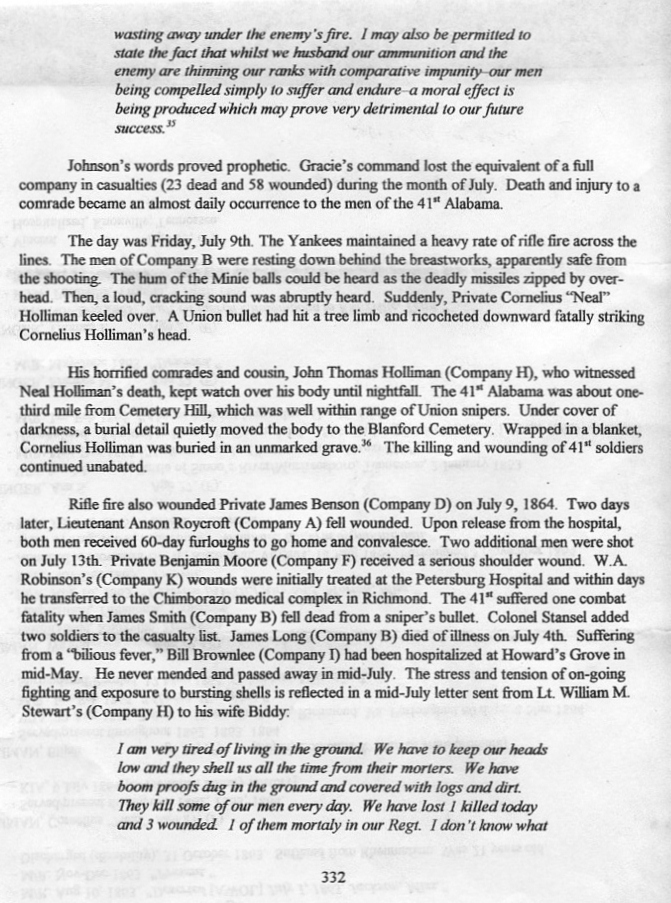 wasting away under the enemy's fire. I may also be permitted to
state the fact that whilst we husband our ammunition and the
enemy are thinning our ranks with comparative impunity–our men
being compelled simply to suffer and endure–a moral effect is
being produced which may prove very detrimental to our future
success.35
Johnson's words proved prophetic. Gracie's command lost the equivalent of a full
company in casualties (23 dead and 58 wounded) during the month of July. Death and injury to a
comrade became an almost daily occurrence to the men of the 41st Alabama.
The day was Friday, July 9th. The Yankees maintained a heavy rate of rifle fire across the
lines. The men of Company B were resting down behind the breastworks, apparently safe from
the shooting. The hum of the Minie balls could be heard as the deadly missiles zipped by over-
head. Then, a loud, cracking sound was abruptly heard. Suddenly, Private Cornelius "Neal"
Holliman keeled over. A Union bullet had hit a tree limb and ricocheted downward fatally striking
Cornelius Holliman's head.
His horrified comrades and cousin, John Thomas Holliman (Company H), who witnessed
Neal Holliman's death, kept watch over his body until nightfall. The 41st Alabama was about one-
third mile from Cemetery Hill, which was well within range of Union snipers. Under cover of
darkness, a burial detail quietly moved the body to the Blanford Cemetery. Wrapped in a blanket,
Cornelius Holliman was buried in an unmarked grave.36 The killing and wounding of 41st soldiers
continued unabated.
Rifle fire also wounded Private James Benson (Company D) on July 9, 1864. Two days
later, Lieutenant Anson Roycroft (Company A) fell wounded. Upon release from the hospital,
both men received 60-day furloughs to go home and convalesce. Two additional men were shot
on July 13th. Private Benjamin Moore (Company F) received a serious shoulder wound. W.A.
Robinson's (Company K) wounds were initially treated at the Petersburg Hospital and within days
he transferred to the Chimborazo medical complex in Richmond. The 41st suffered one combat
fatality when James Smith (Company B) fell dead from a sniper's bullet. Colonel Stansel added
two soldiers to the casualty list. James Long (Company B) died of illness on July 4th. Suffering
from a "bilious fever," Bill Brownlee (Company I) had been hospitalized at Howard's Grove in
mid-May. He never mended and passed away in mid-July. The stress and tension of on-going
fighting and exposure to bursting shells is reflected in a mid-July letter sent from Lt. William M.
Stewart's (Company H) to his wife Biddy:
I am very tired of living in the ground. We have to keep our heads
low and they shell us all the time from their morters. We have
boom proofs dug in the ground and covered with logs and dirt.
They kill some of our men every day. We have lost 1 killed today
and 3 wounded. 1 of them mortaly in our Regt. I don't know what
332